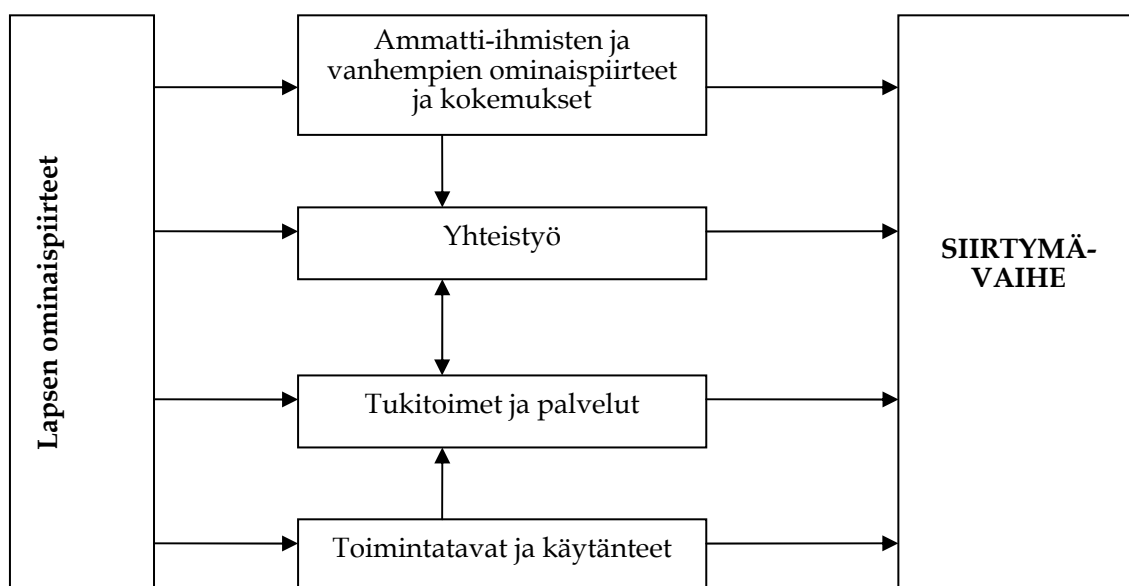 Lapsen ominaispiirteet
Ammatti-ihmisten ja
vanhempien ominaispiirteet
ja kokemukset
Yhteistyö
Tukitoimet ja palvelut
Toimintatavat ja käytänteet
SIIRTYMÄ-
VAIHE